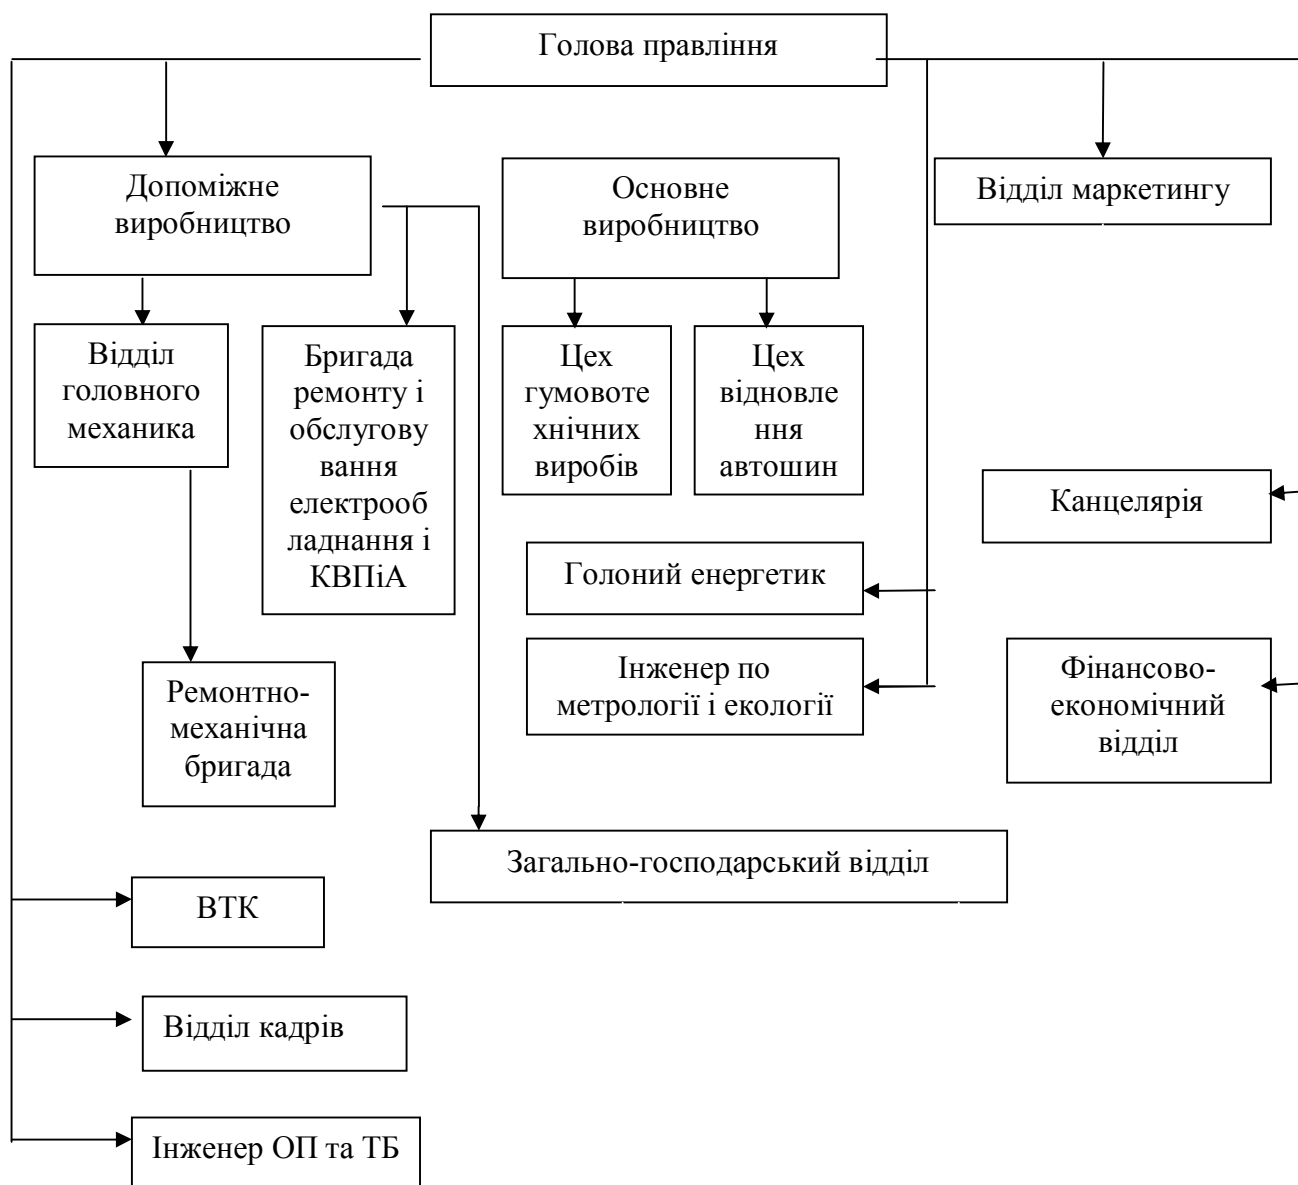 Голова правління
Допоміжне
виробництво
Основне
виробництво
Відділ маркетингу
Відділ
головного
механика
Бригада
ремонту і
обслугову
вання
електрооб
ладнання і
КВПіА
Цех
гумовоте
хнічних
виробів
Цех
відновле
ння
автошин
Канцелярія
Голоний енергетик
Інженер по
метрології і екології
Фінансово-
економічний
відділ
Ремонтно-
механічна
бригада
Загально-господарський відділ
ВТК
Відділ кадрів
Інженер ОП та ТБ